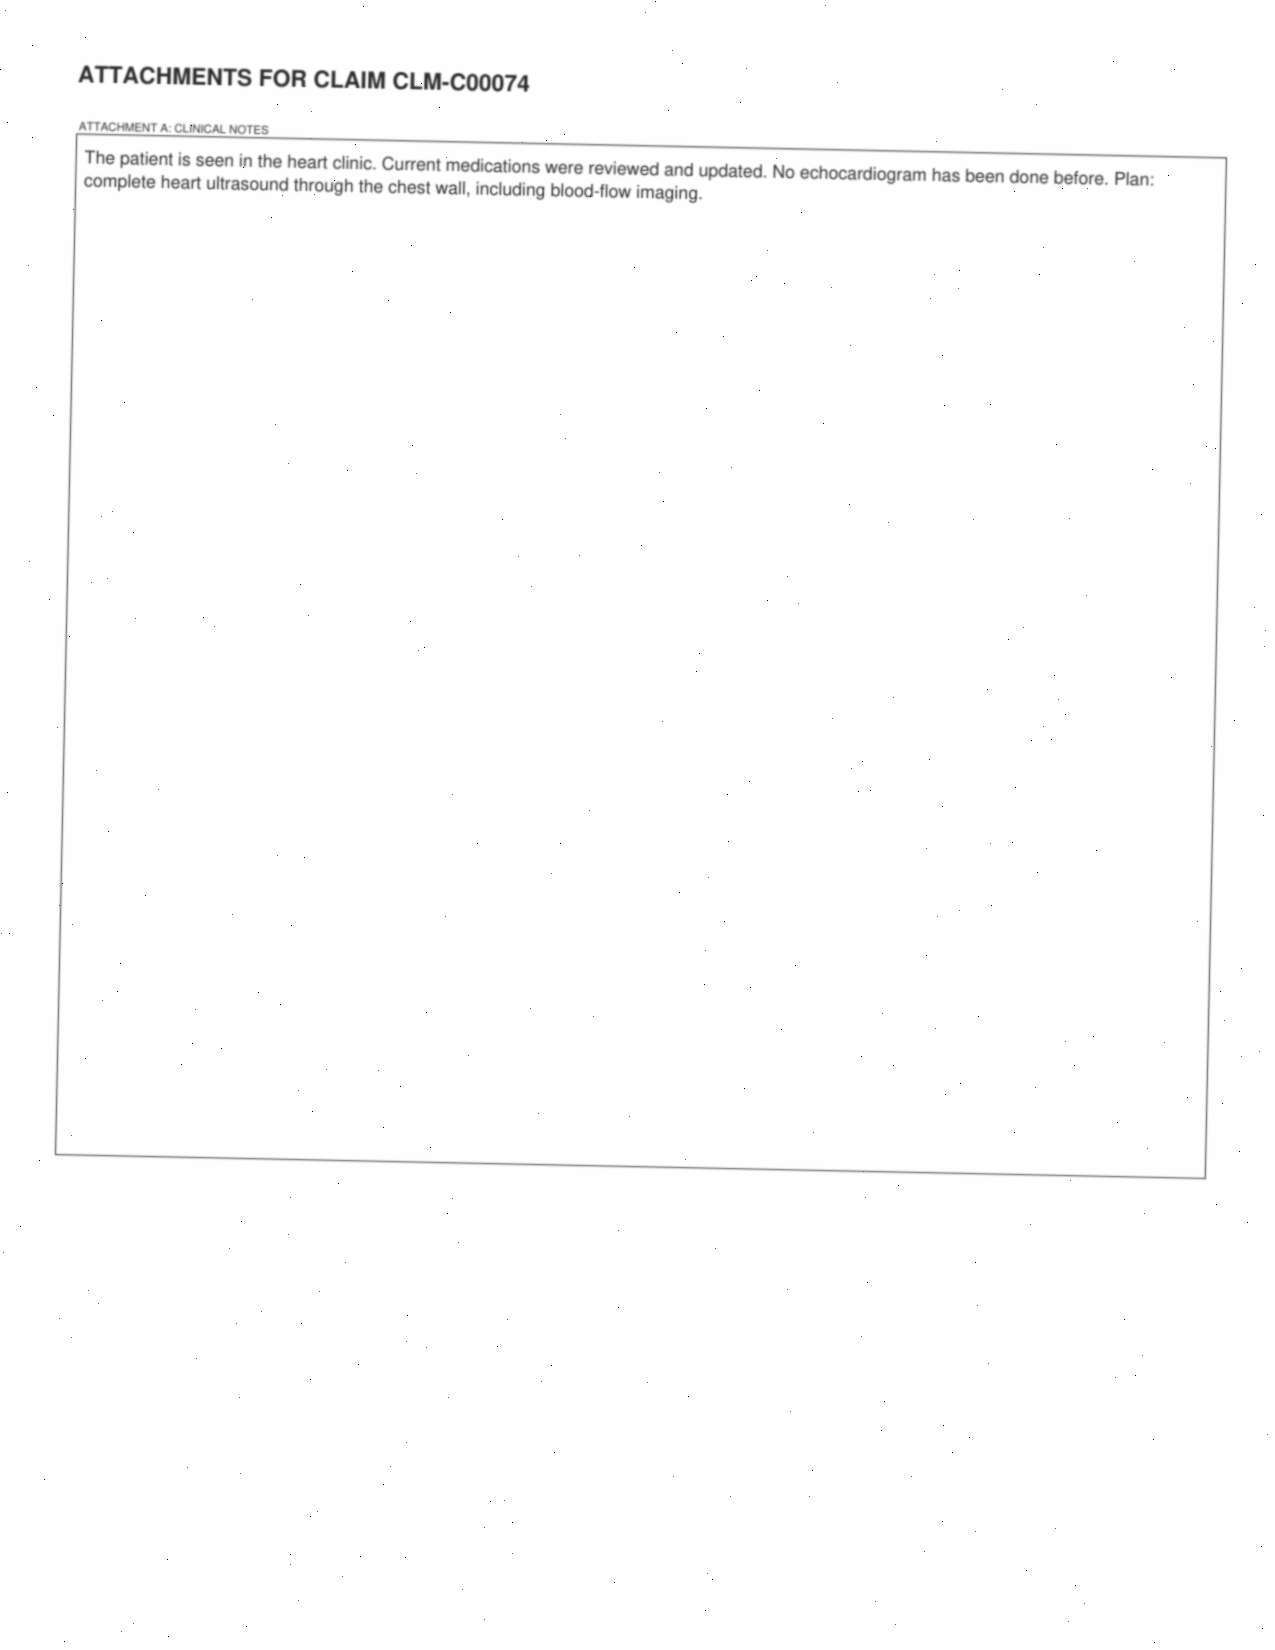 ATTACHMENTS FOR CLAIM CLM-C00074
ATTACHMENT A: CLINICAL NOTES
The patient is seen in the heart clinic. Current medications were reviewed and updated. No echocardiogram has been done before. Plan:
complete heart ultrasound through the chest wall, including blood-flow imaging.